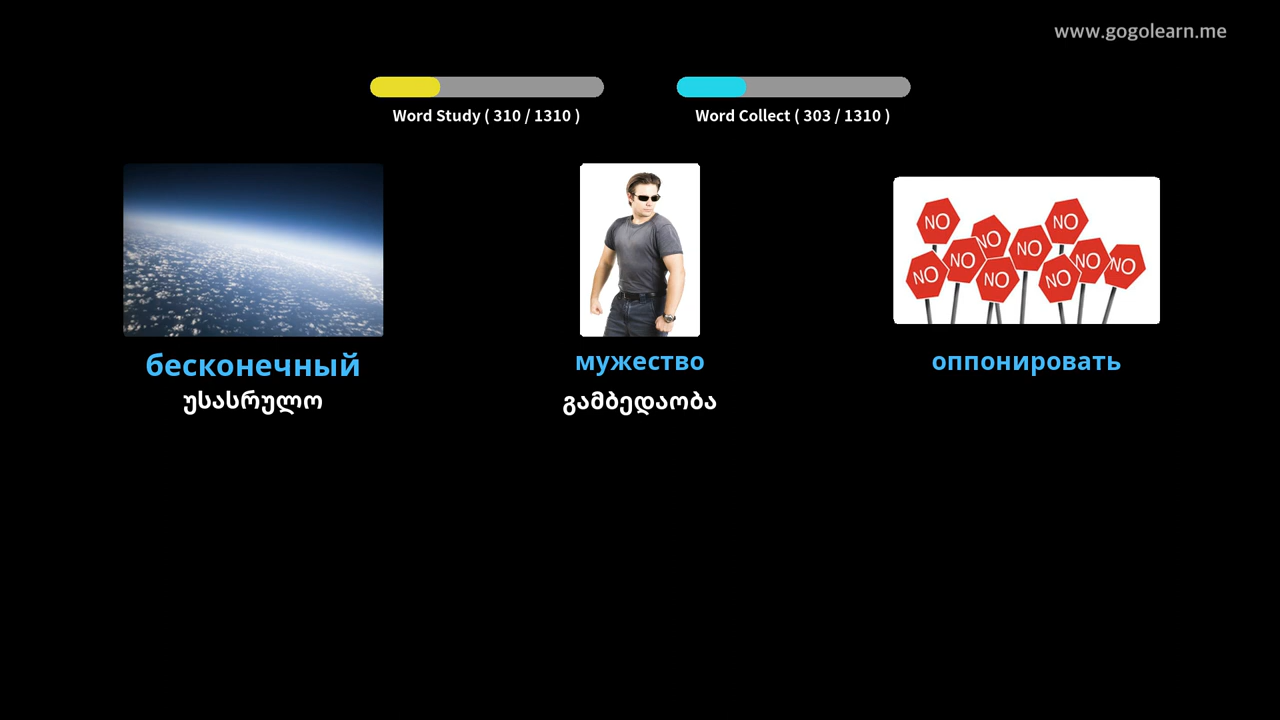 www.gogolearn.me
Word Study ( 310 / 1310 )
Word Collect ( 303 / 1310 )
NO
NO
NO
NO
NO
NO
NO
NO
NO
NO
бесконечный
мужество
оппонировать
უსასრულო
გამბედაობა